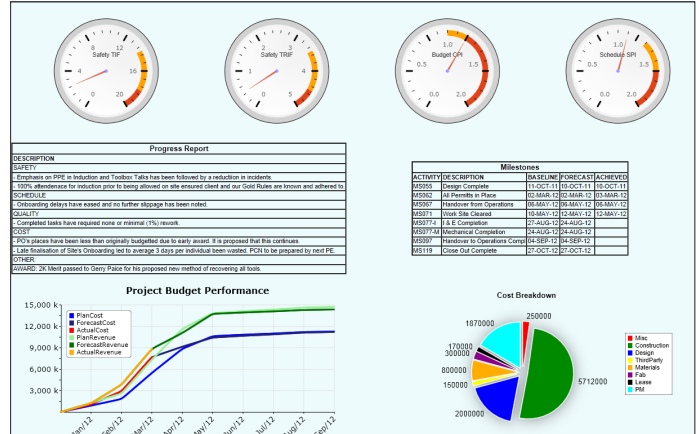 8 12
Safety TIF
4 16
0 20
2 3
Safety TRIF
1 4
0 5
1.0
Budget CPI
0.5 1.5
0.0 2.0
1.0
Schedule SPI
0.5 1.5
0.0 2.0
Progress Report
DESCRIPTION
SAFETY
- Emphasis on PPE in Induction and Toolbox Talks has been followed by a reduction in incidents.
- 100% attendenace for induction prior to being allowed on site ensured client and our Gold Rules are known and adhered to.
SCHEDULE
- Onboarding delays have eased and no further slippage has been noted.
QUALITY
- Completed tasks have required none or minimal (1%) rework.
COST
- PO's places have been less than originally budgetted due to early award. It is proposed that this continues.
- Late finalisation of Site's Onboarding led to average 3 days per individual been wasted. PCN to be prepared by next PE.
OTHER:
AWARD: 2K Merit passed to Gerry Paice for his proposed new method of recovering all tools.
Milestones
ACTIVITY DESCRIPTION BASELINE FORECAST ACHIEVED
MS055 Design Complete 11-OCT-11 10-OCT-11 10-OCT-11
MS062 All Permits in Place 02-MAR-12 02-MAR-12 03-MAR-12
MS067 Handover from Operations 06-MAY-12 06-MAY-12 06-MAY-12
MS071 Work Site Cleared 10-MAY-12 12-MAY-12 12-MAY-12
MS077-I I & E Completion 27-AUG-12 24-AUG-12
MS077-M Mechanical Completion 24-AUG-12 24-AUG-12
MS097 Handover to Operations Compl 04-SEP-12 04-SEP-12
MS119 Close Out Complete 27-OCT-12 27-OCT-12
Project Budget Performance
15,000 k
12,000 k
9,000 k
6,000 k
3,000 k
PlanCost
ForecastCost
ActualCost
PlanRevenue
ForecastRevenue
ActualRevenue
Jan/12 Feb/12 Mar/12 Apr/12 May/12 Jun/12 Jul/12 Aug/12 Sep/12
Cost Breakdown
250000
5712000
2000000
150000
800000
300000
170000
1870000
Misc
Construction
Design
ThirdParty
Materials
Fab
Lease
PM